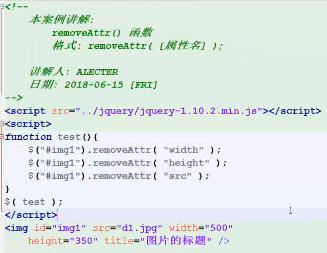 <!--
本案例讲解:
removeAttr() 函数
格式: removeAttr( [属性名] );
讲解人: ALECTER
日期: 2018-06-15 [FRI]
-->
<script src="../jquery/jquery-1.10.2.min.js"></script>
<script>
function test(){
$("#img1").removeAttr( "width" );
$("#img1").removeAttr( "height" );
$("#img1").removeAttr( "src" );
}
$( test );
</script>
<img id="img1" src="d1.jpg" width="500"
height="350" title="图片的标题" />